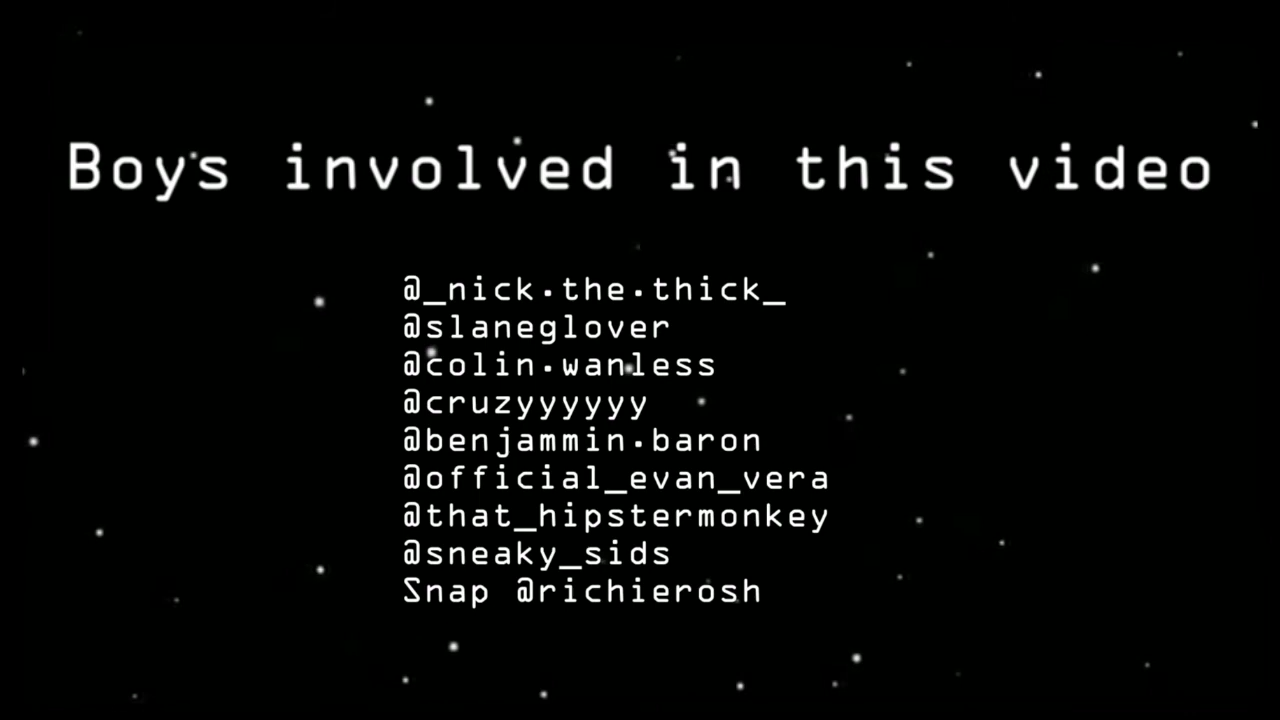 Boys involved in this video
@_nick.the.thick_
@slaneglover
@colin.wanless
@cruzyyyyyy
@benjammin.baron
@official_evan_vera
@that_hipstermonkey
@sneaky_sids
Snap @richierosh